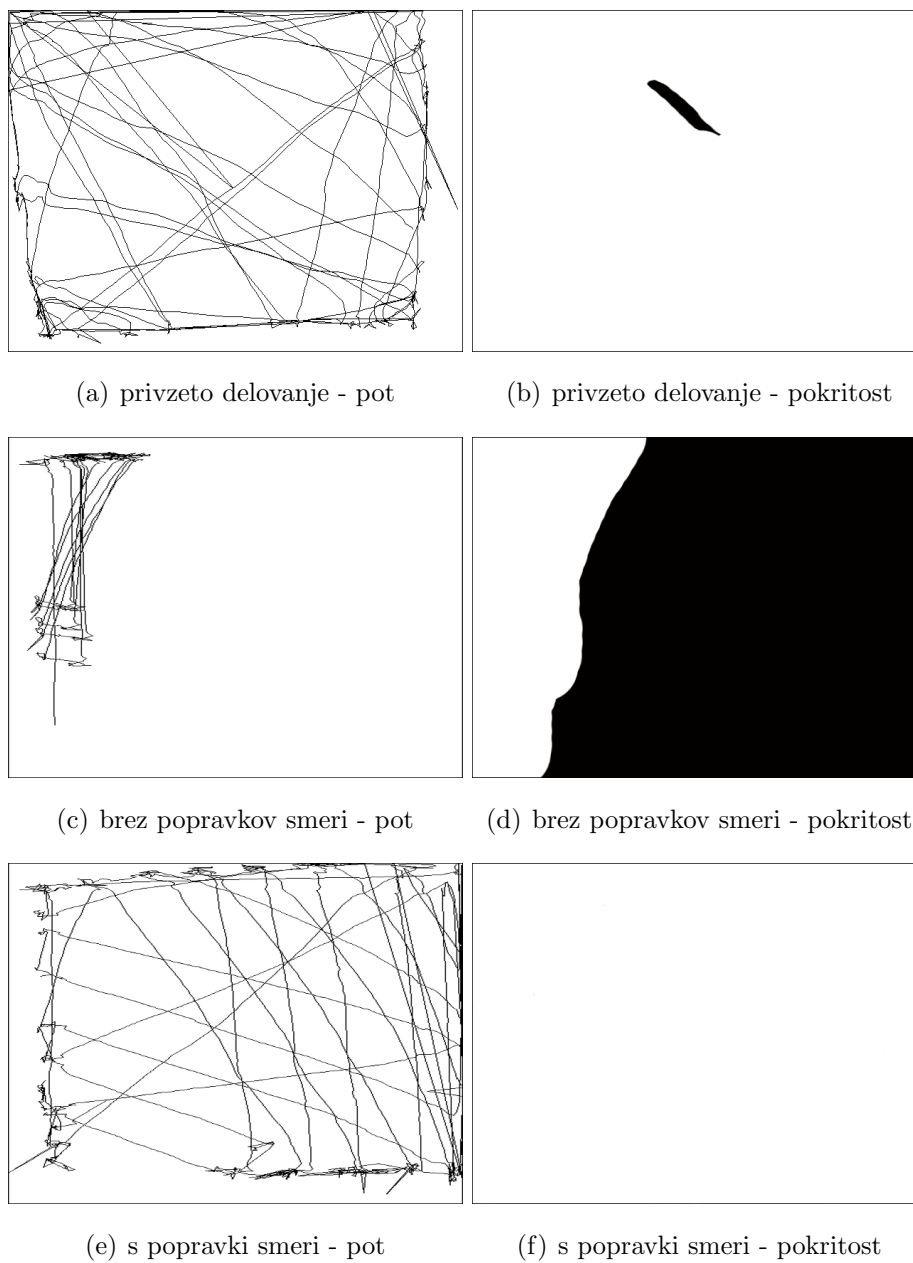 (a) privzeto delovanje - pot
(b) privzeto delovanje - pokritost
(c) brez popravkov smeri - pot
(d) brez popravkov smeri - pokritost
(e) s popravki smeri - pot
(f) s popravki smeri - pokritost